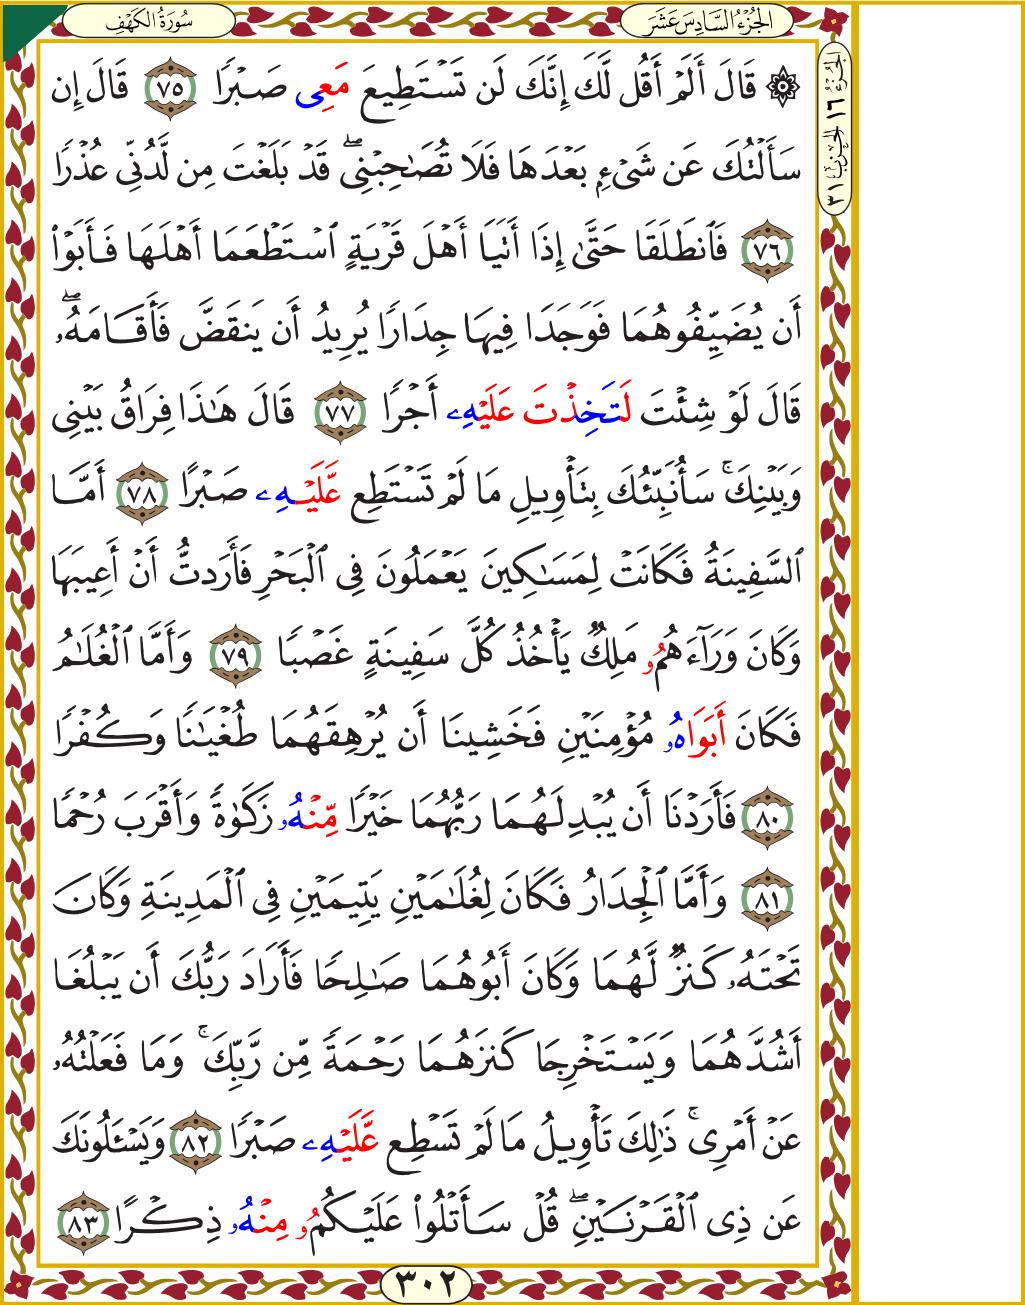 سُورَةُ الكَهْفِ
الجُزْءُ السَّادِسَ عَشَرَ
الجزء ١٦ الحزب ٣١
۞ قَالَ أَلَمْ أَقُل لَّكَ إِنَّكَ لَن تَسْتَطِيعَ مَعِى صَبْرًا ٧٥ قَالَ إِن
سَأَلْتُكَ عَن شَىْءٍۭ بَعْدَهَا فَلَا تُصَـٰحِبْنِى ۖ قَدْ بَلَغْتَ مِن لَّدُنِّى عُذْرًا
٧٦ فَٱنطَلَقَا حَتَّىٰ إِذَا أَتَيَا أَهْلَ قَرْيَةٍ ٱسْتَطْعَمَا أَهْلَهَا فَأَبَوْا۟
أَن يُضَيِّفُوهُمَا فَوَجَدَا فِيهَا جِدَارًا يُرِيدُ أَن يَنقَضَّ فَأَقَامَهُۥ ۖ
قَالَ لَوْ شِئْتَ لَتَخِذْتَ عَلَيْهِۦ أَجْرًا ٧٧ قَالَ هَـٰذَا فِرَاقُ بَيْنِى
وَبَيْنِكَ ۚ سَأُنَبِّئُكَ بِتَأْوِيلِ مَا لَمْ تَسْتَطِع عَّلَيْهِۦ صَبْرًا ٧٨ أَمَّا
ٱلسَّفِينَةُ فَكَانَتْ لِمَسَـٰكِينَ يَعْمَلُونَ فِى ٱلْبَحْرِ فَأَرَدتُّ أَنْ أَعِيبَهَا
وَكَانَ وَرَآءَهُمُۥ مَلِكٌ يَأْخُذُ كُلَّ سَفِينَةٍ غَصْبًا ٧٩ وَأَمَّا ٱلْغُلَـٰمُ
فَكَانَ أَبَوَاهُۥ مُؤْمِنَيْنِ فَخَشِينَا أَن يُرْهِقَهُمَا طُغْيَـٰنًا وَكُفْرًا
٨٠ فَأَرَدْنَا أَن يُبْدِلَهُمَا رَبُّهُمَا خَيْرًا مِّنْهُۥ زَكَوٰةً وَأَقْرَبَ رُحْمًا
٨١ وَأَمَّا ٱلْجِدَارُ فَكَانَ لِغُلَـٰمَيْنِ يَتِيمَيْنِ فِى ٱلْمَدِينَةِ وَكَانَ
تَحْتَهُۥ كَنزٌ لَّهُمَا وَكَانَ أَبُوهُمَا صَـٰلِحًا فَأَرَادَ رَبُّكَ أَن يَبْلُغَا
أَشُدَّهُمَا وَيَسْتَخْرِجَا كَنزَهُمَا رَحْمَةً مِّن رَّبِّكَ ۚ وَمَا فَعَلْتُهُۥ
عَنْ أَمْرِى ۚ ذَٰلِكَ تَأْوِيلُ مَا لَمْ تَسْطِع عَّلَيْهِۦ صَبْرًا ٨٢ وَيَسْـَٔلُونَكَ
عَن ذِى ٱلْقَرْنَيْنِ ۖ قُلْ سَأَتْلُوا۟ عَلَيْكُمُۥ مِنْهُۥ ذِكْرًا ٨٣
٣٠٢